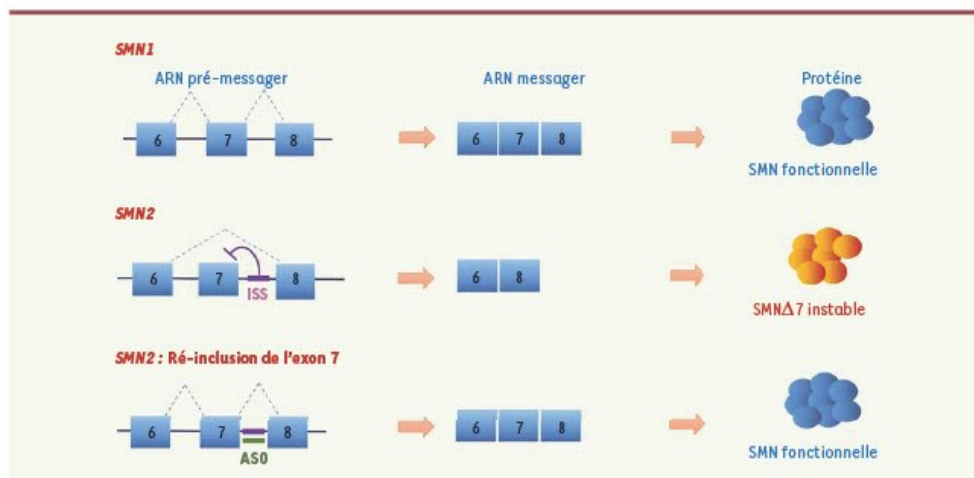 SMN1
ARN pré-messager ARN messager Protéine
6 7 8 6 7 8
SMN fonctionnelle
SMN2
6 7 8 6 8
ISS
SMNΔ7 instable
SMN2 : Ré-inclusion de l'exon 7
6 7 8 6 7 8
ASO
SMN fonctionnelle